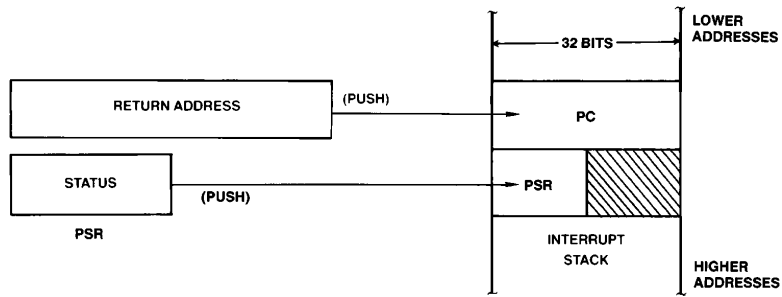 LOWER
ADDRESSES
32 BITS
RETURN ADDRESS
(PUSH)
PC
STATUS
(PUSH)
PSR
PSR
INTERRUPT
STACK
HIGHER
ADDRESSES